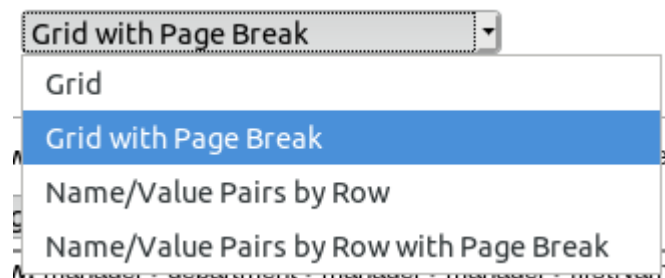 Grid with Page Break
Grid
Grid with Page Break
Name/Value Pairs by Row
Name/Value Pairs by Row with Page Break